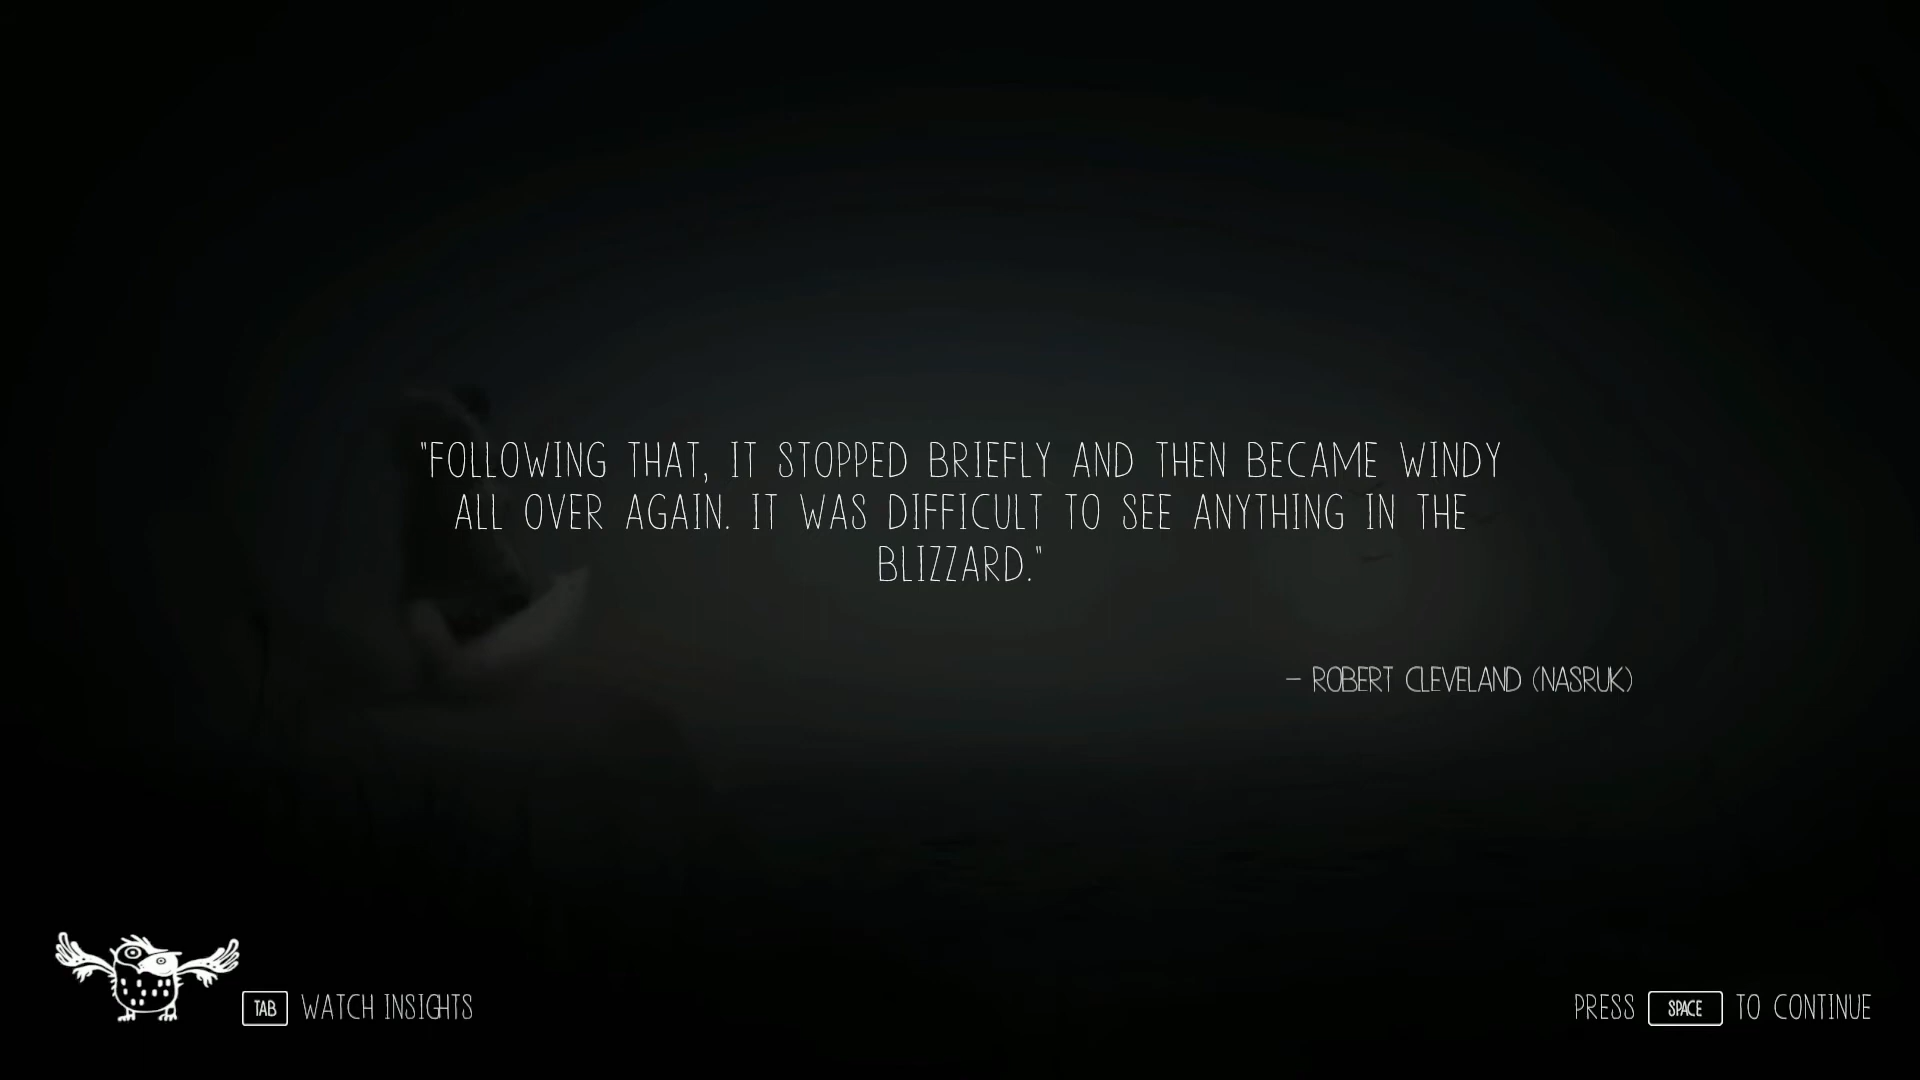 "FOLLOWING THAT, IT STOPPED BRIEFLY AND THEN BECAME WINDY
ALL OVER AGAIN. IT WAS DIFFICULT TO SEE ANYTHING IN THE
BLIZZARD."
– ROBERT CLEVELAND (NASRUK)
TAB WATCH INSIGHTS
PRESS SPACE TO CONTINUE